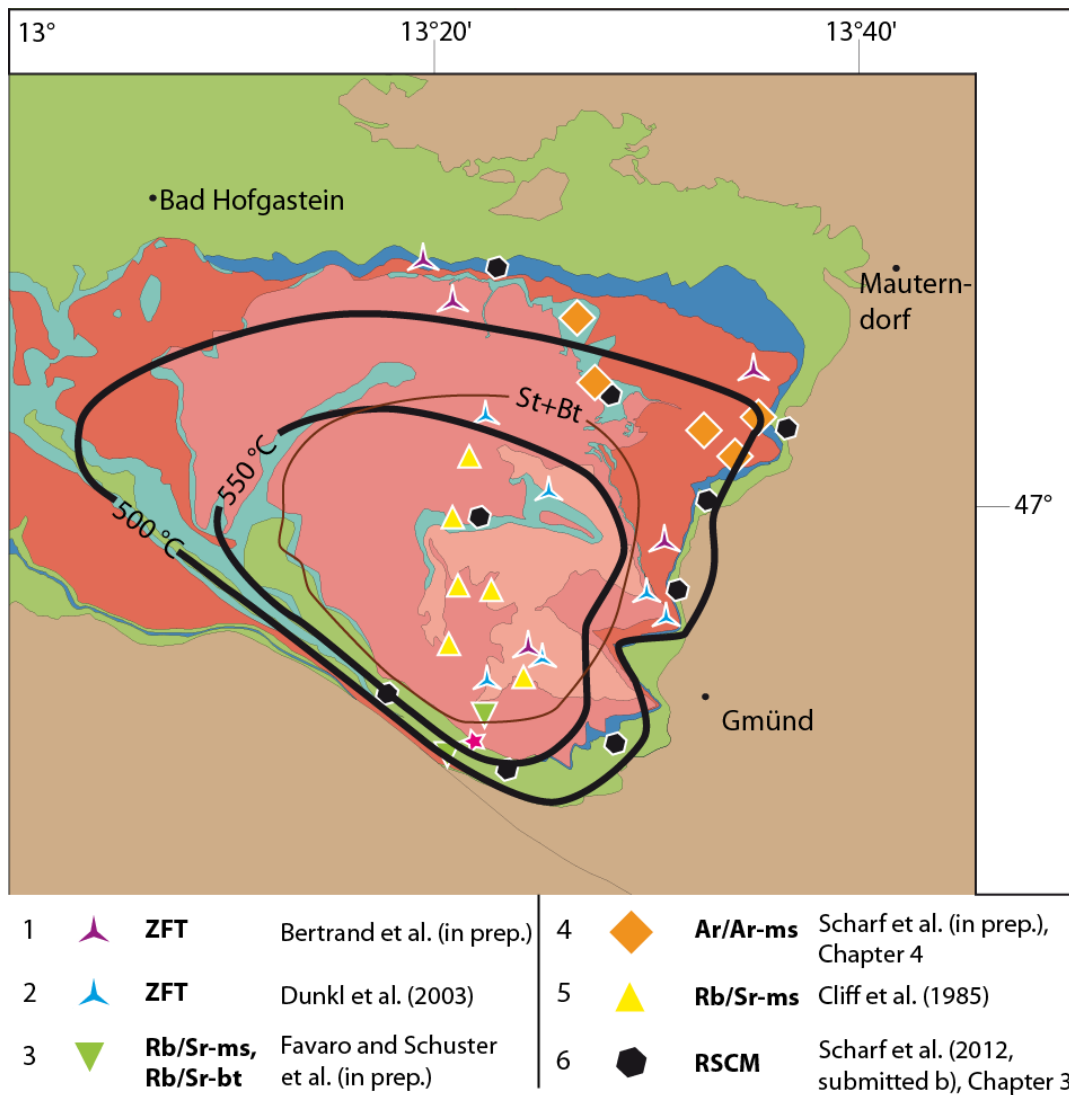 13°
13°20'
13°40'
Bad Hofgastein
Mautern-
dorf
St+Bt
550 °C
500 °C
47°
Gmünd
1 ZFT Bertrand et al. (in prep.)
2 ZFT Dunkl et al. (2003)
3 Rb/Sr-ms, Favaro and Schuster
Rb/Sr-bt et al. (in prep.)
4 Ar/Ar-ms Scharf et al. (in prep.),
Chapter 4
5 Rb/Sr-ms Cliff et al. (1985)
6 RSCM Scharf et al. (2012,
submitted b), Chapter 3